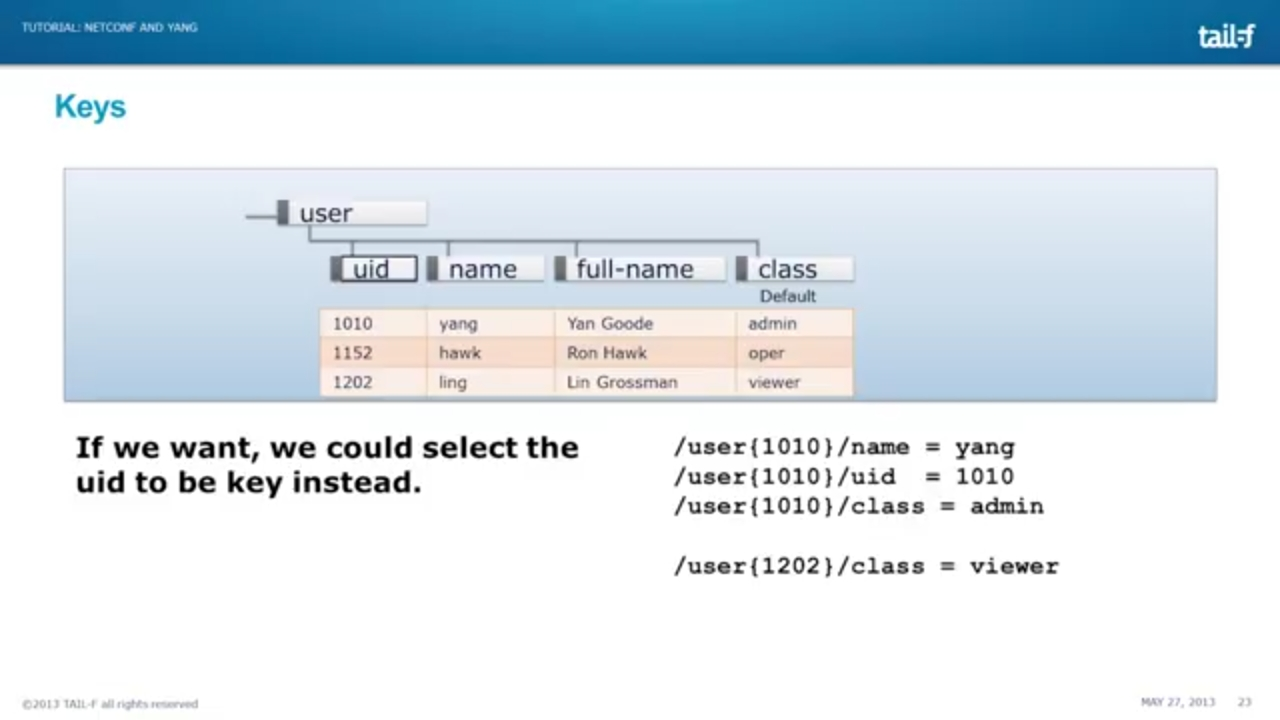 TUTORIAL: NETCONF AND YANG
tail-f
Keys
user
uid name full-name class
Default
1010 yang Yan Goode admin
1152 hawk Ron Hawk oper
1202 ling Lin Grossman viewer
If we want, we could select the
uid to be key instead.
/user{1010}/name = yang
/user{1010}/uid  = 1010
/user{1010}/class = admin
/user{1202}/class = viewer
©2013 TAIL-F all rights reserved
MAY 27, 2013 23